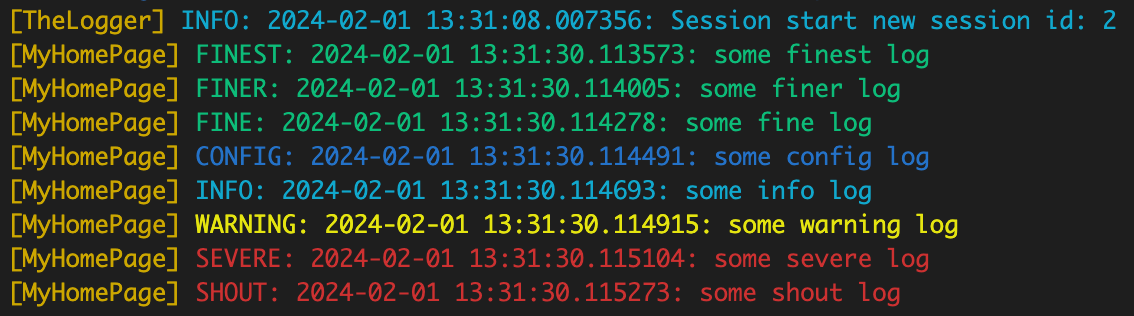 [TheLogger] INFO: 2024-02-01 13:31:08.007356: Session start new session id: 2
[MyHomePage] FINEST: 2024-02-01 13:31:30.113573: some finest log
[MyHomePage] FINER: 2024-02-01 13:31:30.114005: some finer log
[MyHomePage] FINE: 2024-02-01 13:31:30.114278: some fine log
[MyHomePage] CONFIG: 2024-02-01 13:31:30.114491: some config log
[MyHomePage] INFO: 2024-02-01 13:31:30.114693: some info log
[MyHomePage] WARNING: 2024-02-01 13:31:30.114915: some warning log
[MyHomePage] SEVERE: 2024-02-01 13:31:30.115104: some severe log
[MyHomePage] SHOUT: 2024-02-01 13:31:30.115273: some shout log